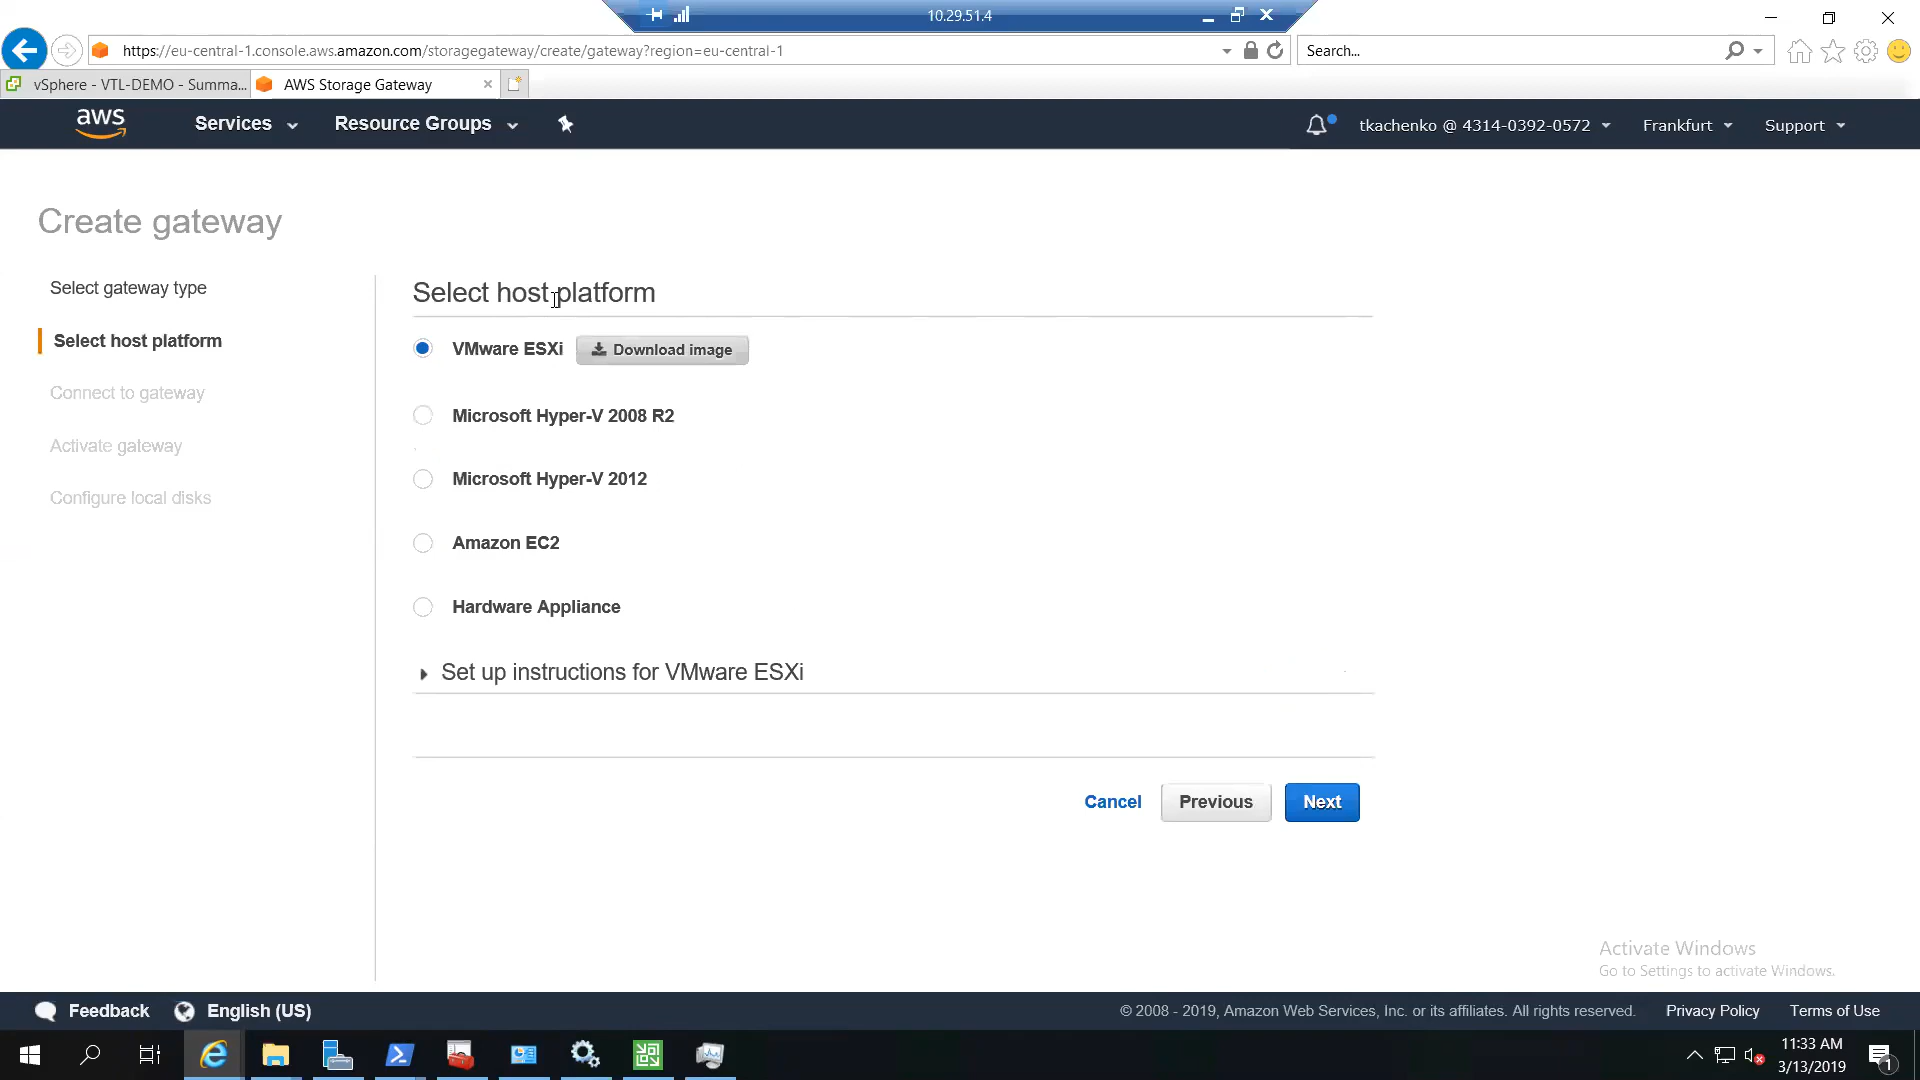 10.29.51.4
https://eu-central-1.console.aws.amazon.com/storagegateway/create/gateway?region=eu-central-1
Search...
vSphere - VTL-DEMO - Summa...
AWS Storage Gateway
aws
Services
Resource Groups
tkachenko @ 4314-0392-0572
Frankfurt
Support
Create gateway
Select gateway type
Select host platform
Connect to gateway
Activate gateway
Configure local disks
Select host platform
VMware ESXi
Download image
Microsoft Hyper-V 2008 R2
Microsoft Hyper-V 2012
Amazon EC2
Hardware Appliance
Set up instructions for VMware ESXi
Cancel
Previous
Next
Activate Windows
Go to Settings to activate Windows.
Feedback
English (US)
© 2008 - 2019, Amazon Web Services, Inc. or its affiliates. All rights reserved.
Privacy Policy
Terms of Use
11:33 AM
3/13/2019
1